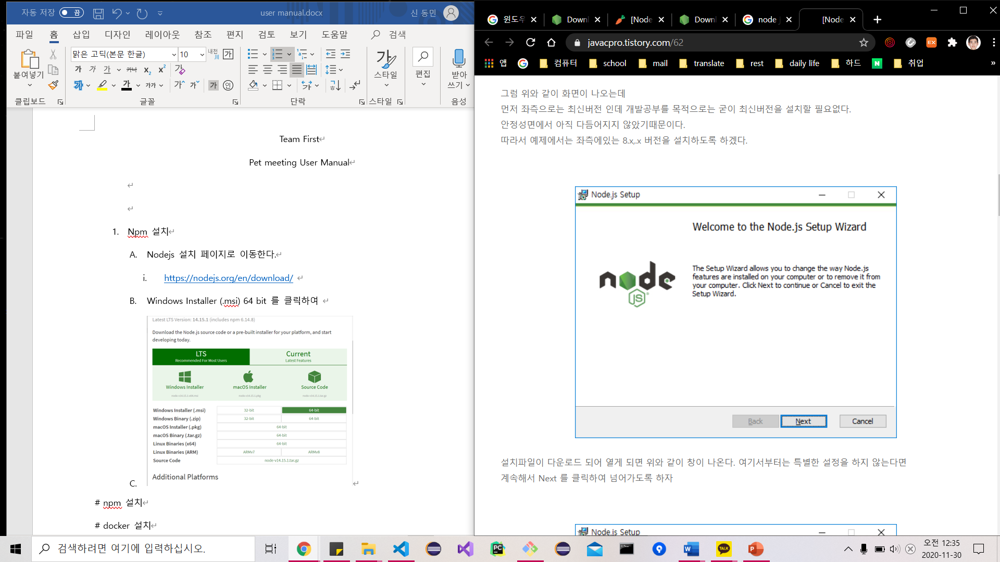 자동 저장
끔
user manual.docx
신 동민
파일 홈 삽입 디자인 레이아웃 참조 편지 검토 보기 도움말 검색
맑은 고딕(본문 한글) 10
붙여넣기
클립보드
글꼴
단락
스타일
스타일
편집
받아
쓰기
음성
Team First
Pet meeting User Manual
1. Npm 설치
A. Nodejs 설치 페이지로 이동한다.
i. https://nodejs.org/en/download/
B. Windows Installer (.msi) 64 bit 를 클릭하여
Latest LTS Version: 14.15.1 (includes npm 6.14.8)
Download the Node.js source code or a pre-built installer for your platform, and start
developing today.
LTS
Recommended For Most Users
Current
Latest Features
Windows Installer
node-v14.15.1-x64.msi
macOS Installer
node-v14.15.1.pkg
Source Code
node-v14.15.1.tar.gz
Windows Installer (.msi) 32-bit 64-bit
Windows Binary (.zip) 32-bit 64-bit
macOS Installer (.pkg) 64-bit
macOS Binary (.tar.gz) 64-bit
Linux Binaries (x64) 64-bit
Linux Binaries (ARM) ARMv7 ARMv8
Source Code node-v14.15.1.tar.gz
Additional Platforms
C.
# npm 설치
# docker 설치
윈도우 Downl [Node Downl node j [Node
javacpro.tistory.com/62
앱 컴퓨터 school mail translate rest daily life 하드 취업 »
그럼 위와 같이 화면이 나오는데
먼저 좌측으로는 최신버전 인데 개발공부를 목적으로는 굳이 최신버전을 설치할 필요없다.
안정성면에서 아직 다듬어지지 않았기때문이다.
따라서 예제에서는 좌측에있는 8.x,.x 버전을 설치하도록 하겠다.
Node.js Setup
Welcome to the Node.js Setup Wizard
node
JS
The Setup Wizard allows you to change the way Node.js
features are installed on your computer or to remove it from
your computer. Click Next to continue or Cancel to exit the
Setup Wizard.
Back Next Cancel
설치파일이 다운로드 되어 열게 되면 위와 같이 창이 나온다. 여기서부터는 특별한 설정을 하지 않는다면
계속해서 Next 를 클릭하여 넘어가도록 하자
Node.js Setup
검색하려면 여기에 입력하십시오.
오전 12:35
2020-11-30